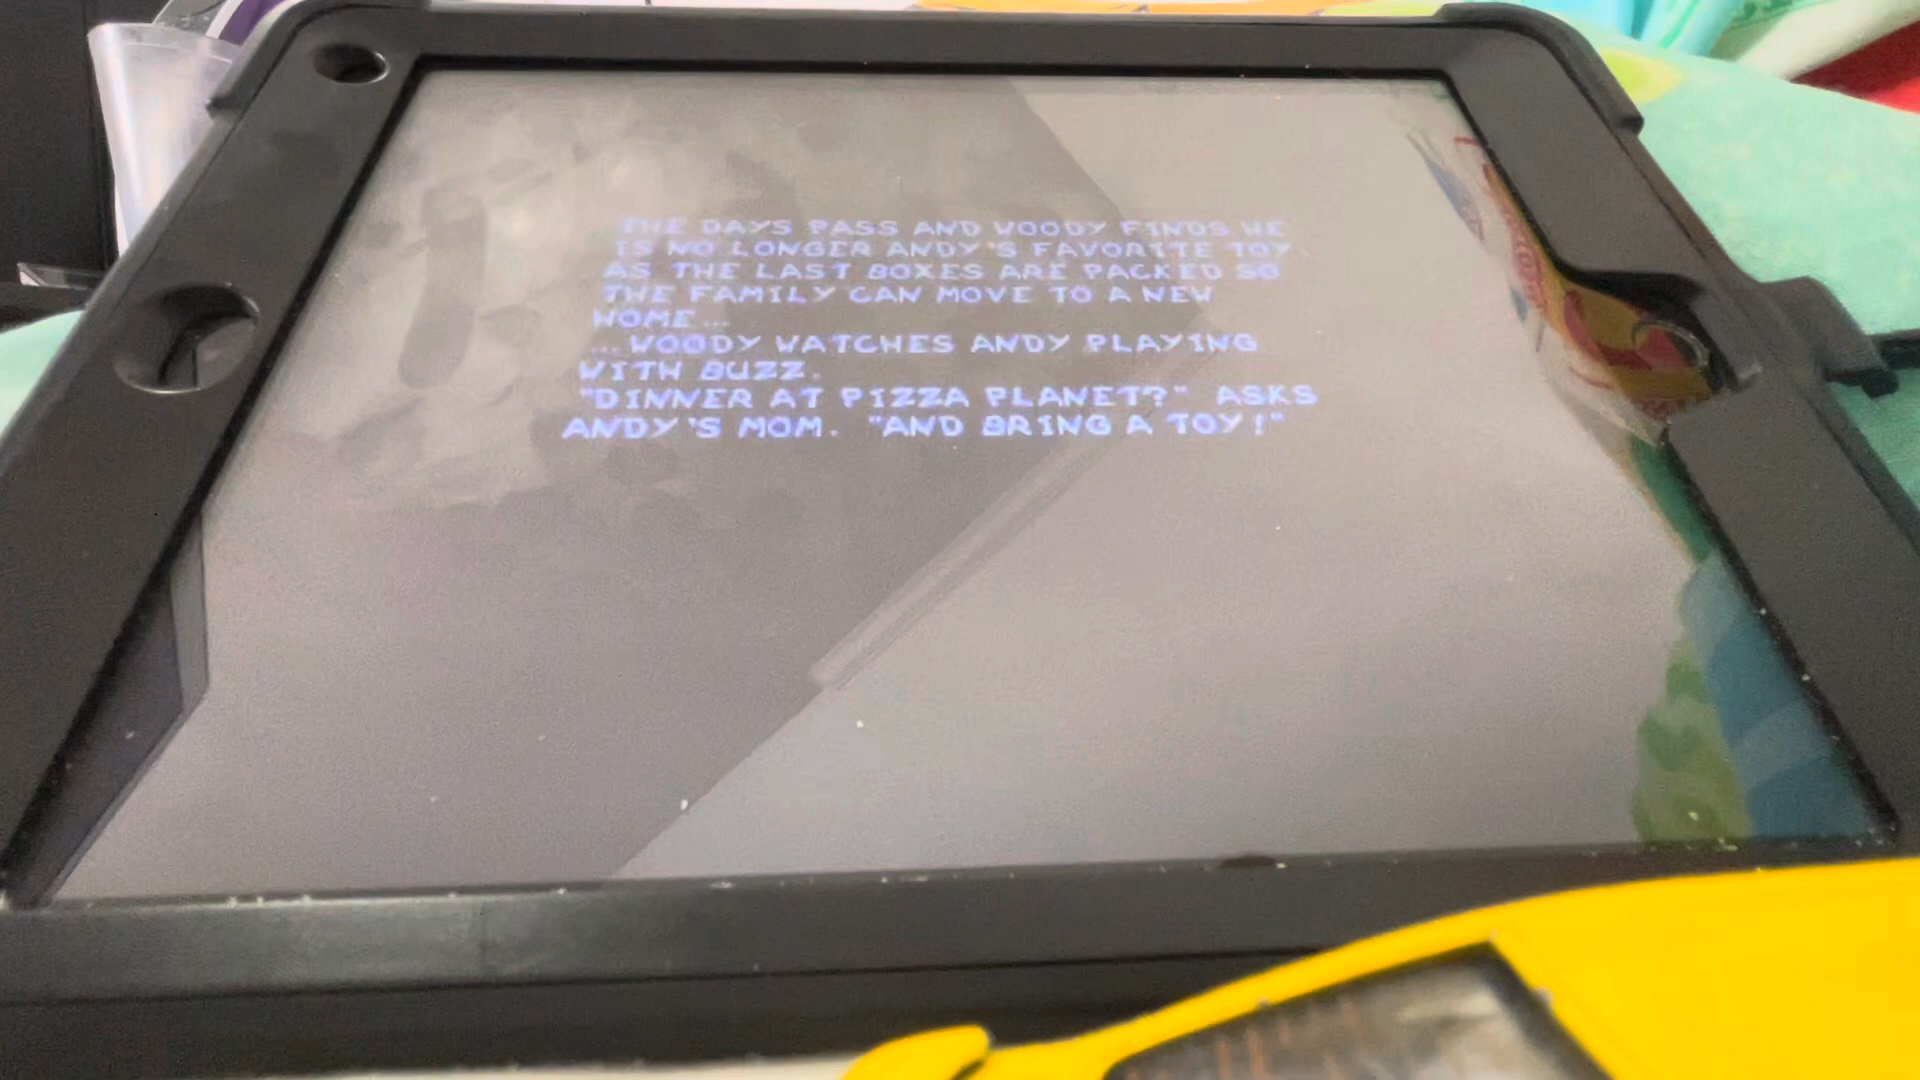 THE DAYS PASS AND WOODY FINDS HE
IS NO LONGER ANDY'S FAVORITE TOY
AS THE LAST BOXES ARE PACKED SO
THE FAMILY CAN MOVE TO A NEW
HOME...
...WOODY WATCHES ANDY PLAYING
WITH BUZZ.
"DINNER AT PIZZA PLANET?" ASKS
ANDY'S MOM. "AND BRING A TOY!"